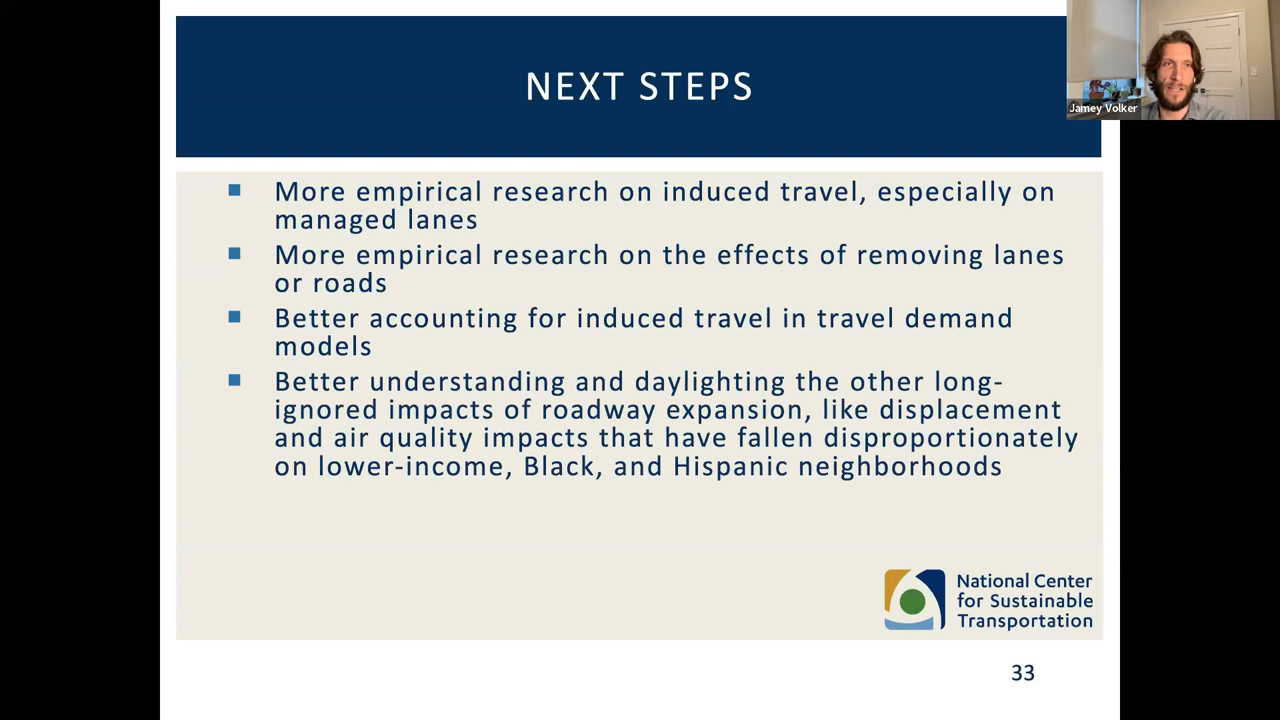 NEXT STEPS
Jamey Volker
More empirical research on induced travel, especially on
managed lanes
More empirical research on the effects of removing lanes
or roads
Better accounting for induced travel in travel demand
models
Better understanding and daylighting the other long-
ignored impacts of roadway expansion, like displacement
and air quality impacts that have fallen disproportionately
on lower-income, Black, and Hispanic neighborhoods
National Center
for Sustainable
Transportation
33